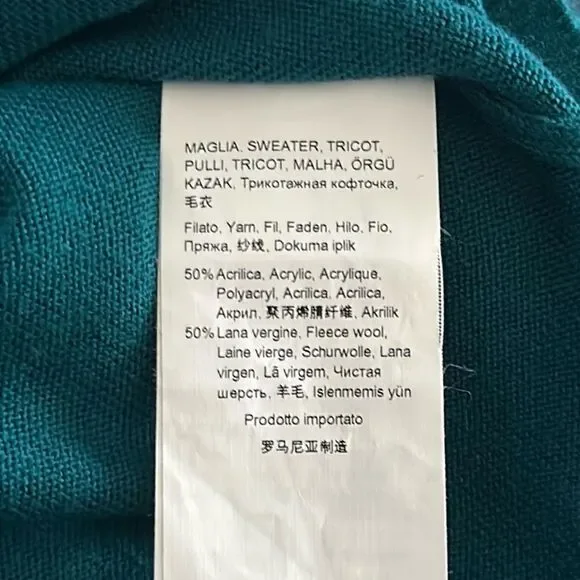 MAGLIA. SWEATER, TRICOT,
PULLI, TRICOT, MALHA, ÖRGÜ
KAZAK, Трикотажная кофточка,
毛衣
Filato, Yarn, Fil, Faden, Hilo, Fio,
Пряжа, 纱线, Dokuma iplik
50% Acrilica, Acrylic, Acrylique,
Polyacryl, Acrílica, Acrílica,
Акрил, 聚丙烯腈纤维, Akrilik
50% Lana vergine, Fleece wool,
Laine vierge, Schurwolle, Lana
virgen, Lã virgem, Чистая
шерсть, 羊毛, Islenmemis yün
Prodotto importato
罗马尼亚制造